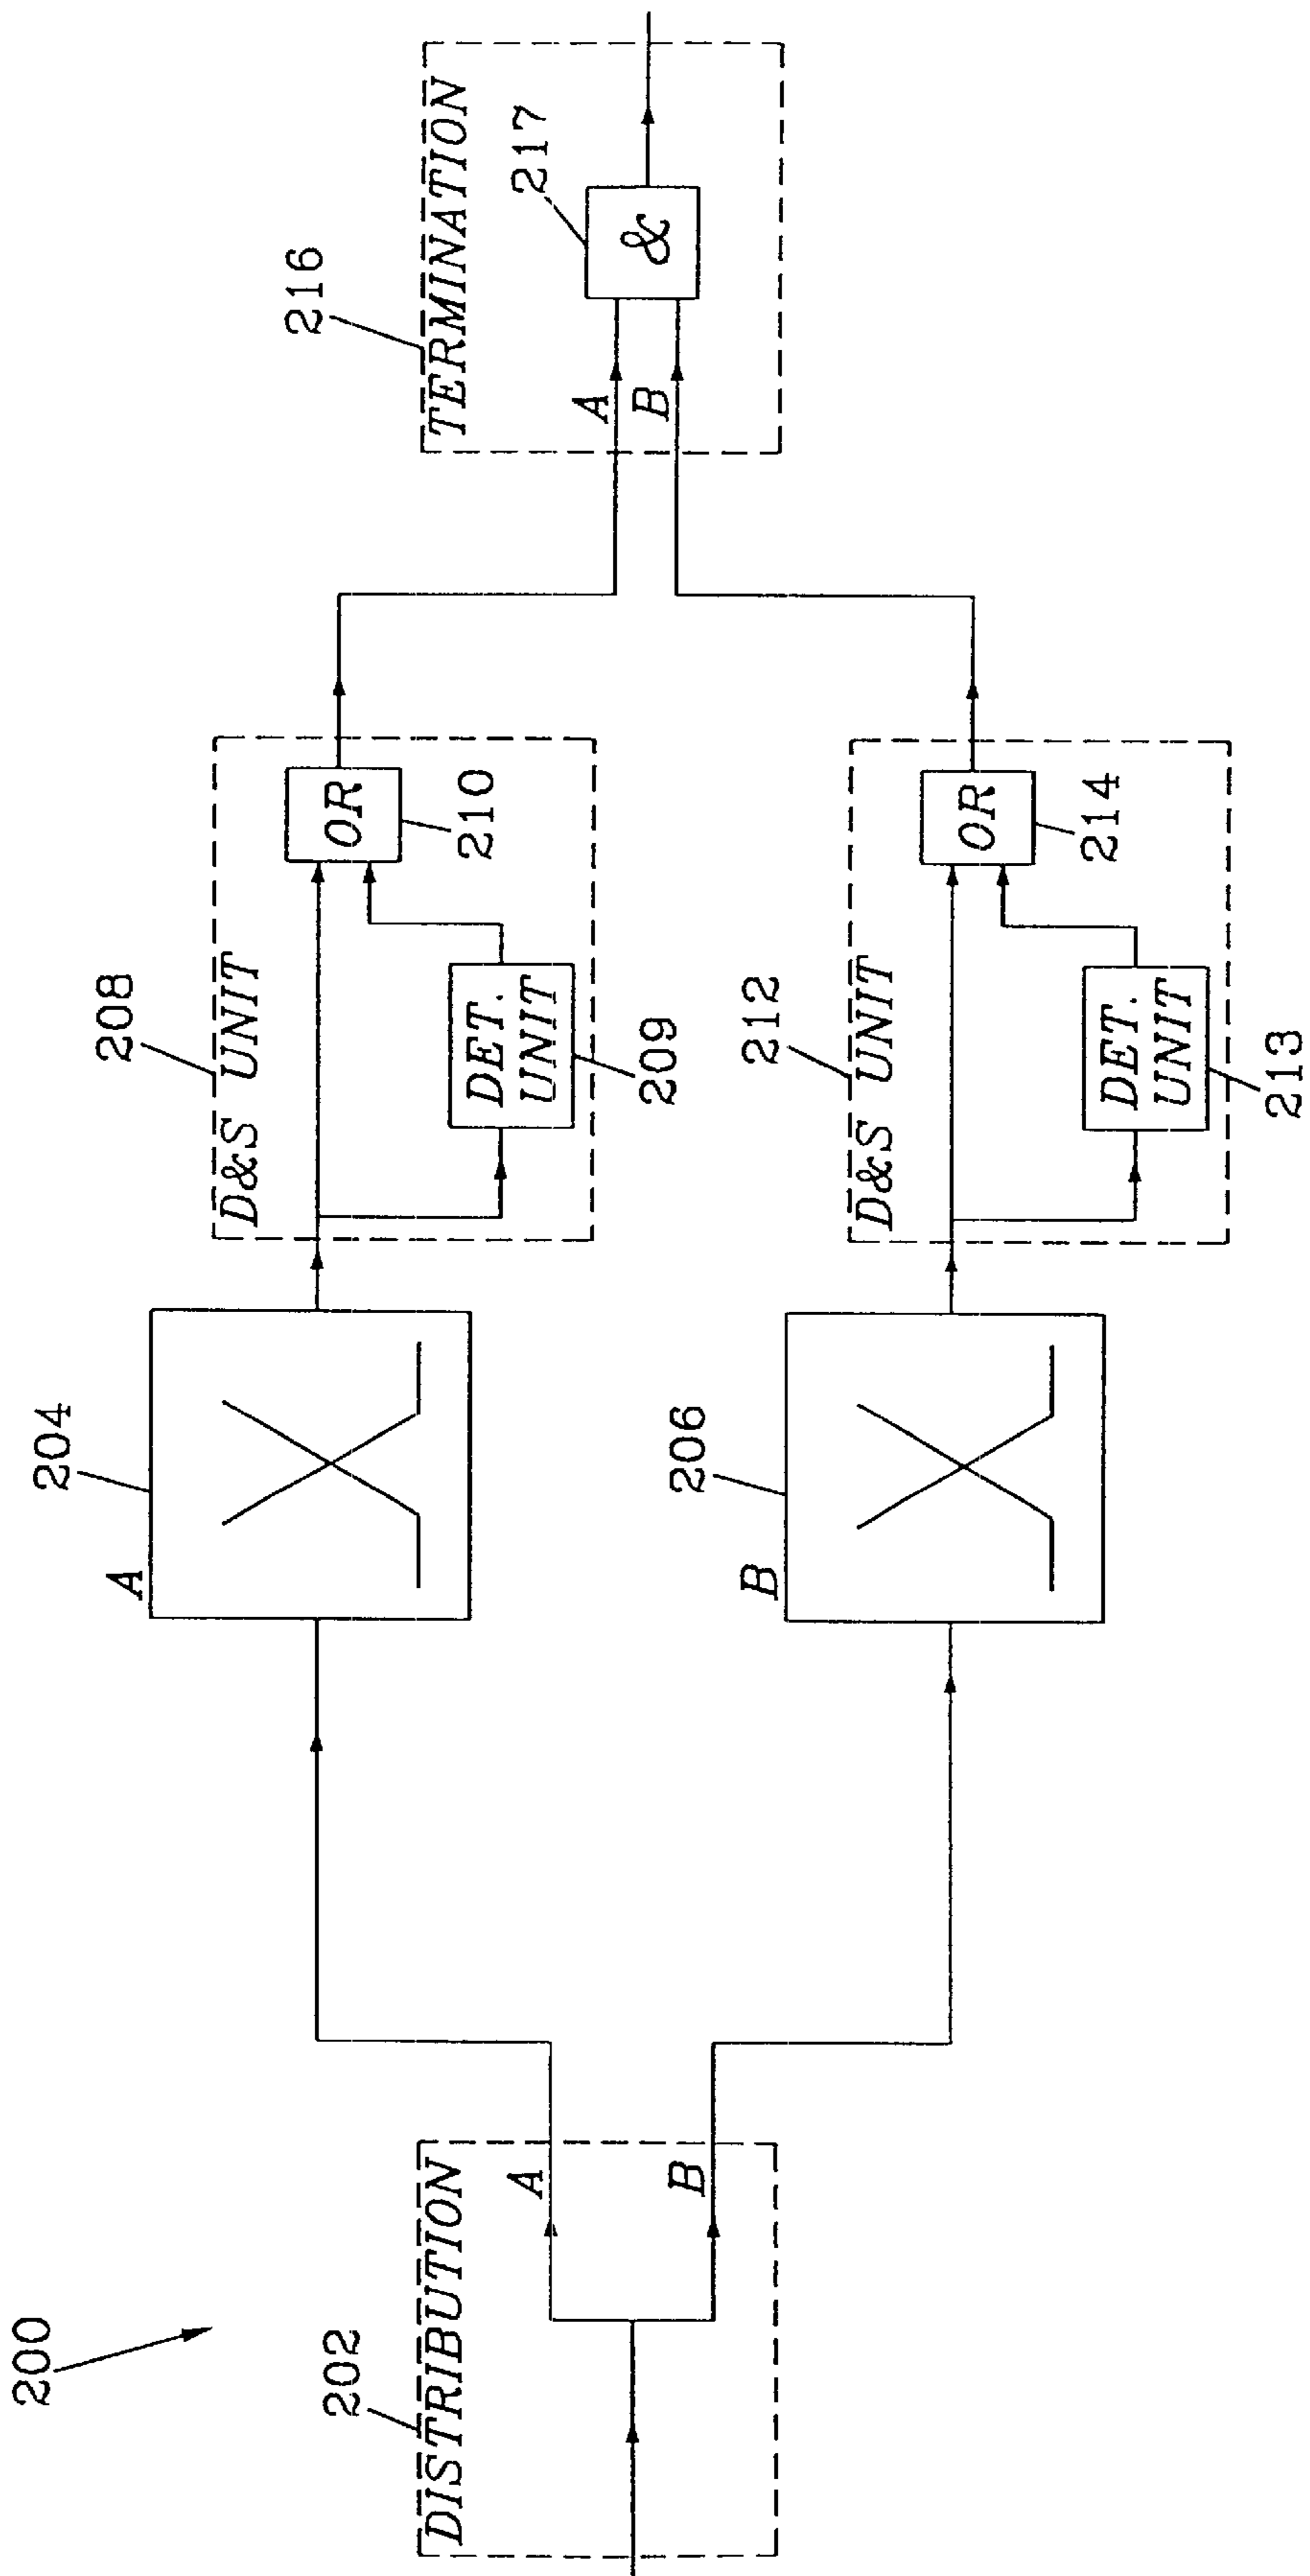 200
202
DISTRIBUTION
A
B
A
204
B
206
208
D&S UNIT
DET.
UNIT
209
OR
210
212
D&S UNIT
DET.
UNIT
213
OR
214
216
TERMINATION
A
B
&
217